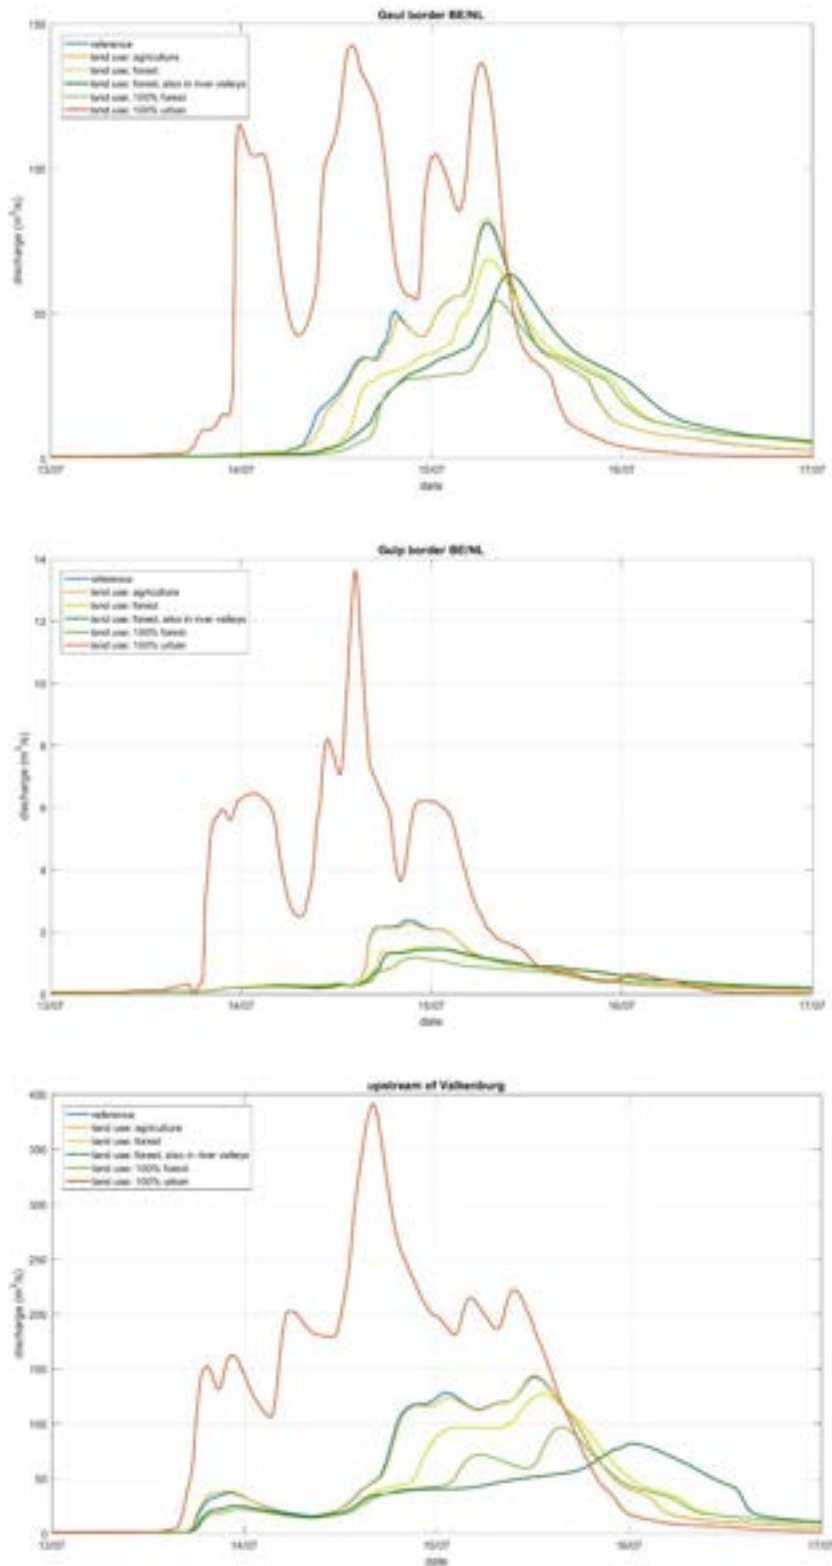 Geul border BE/NL
150
reference
land use: agriculture
land use: forest
land use: forest, also in river valleys
land use: 100% forest
land use: 100% urban
100
discharge (m³/s)
50
0
13/07 14/07 15/07 16/07 17/07
date
Gulp border BE/NL
14
reference
land use: agriculture
land use: forest
land use: forest, also in river valleys
land use: 100% forest
land use: 100% urban
12
10
8
discharge (m³/s)
6
4
2
0
13/07 14/07 15/07 16/07 17/07
date
upstream of Valkenburg
400
reference
land use: agriculture
land use: forest
land use: forest, also in river valleys
land use: 100% forest
land use: 100% urban
350
300
250
discharge (m³/s)
200
150
100
50
0
13/07 14/07 15/07 16/07 17/07
date